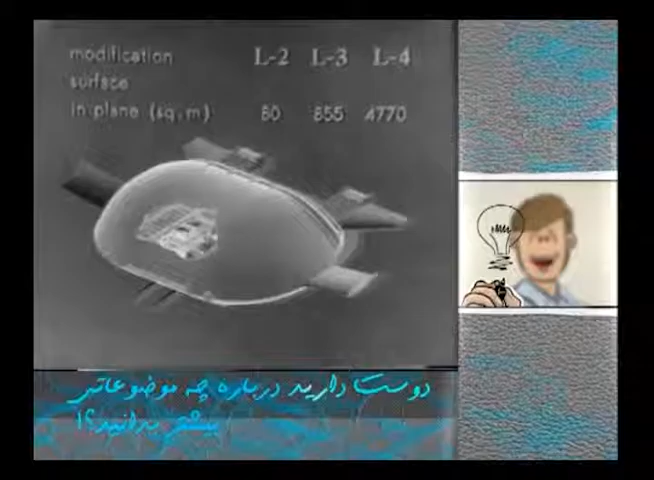 modification L-2 L-3 L-4
surface
in plane (sq.m) 80 855 4770
دوست دارید درباره چه موضوعاتی
بیشتر بدانید؟!